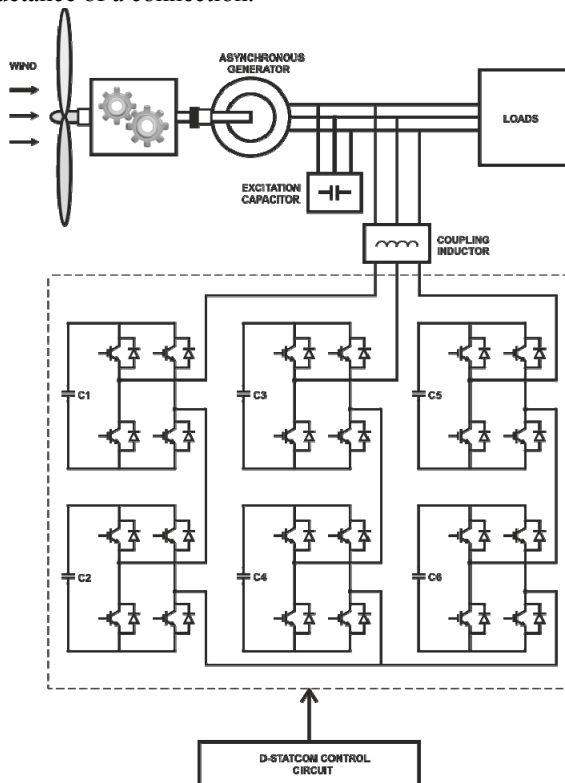 WIND
ASYNCHRONOUS
GENERATOR
LOADS
EXCITATION
CAPACITOR
COUPLING
INDUCTOR
C1
C3
C5
C2
C4
C6
D-STATCOM CONTROL
CIRCUIT